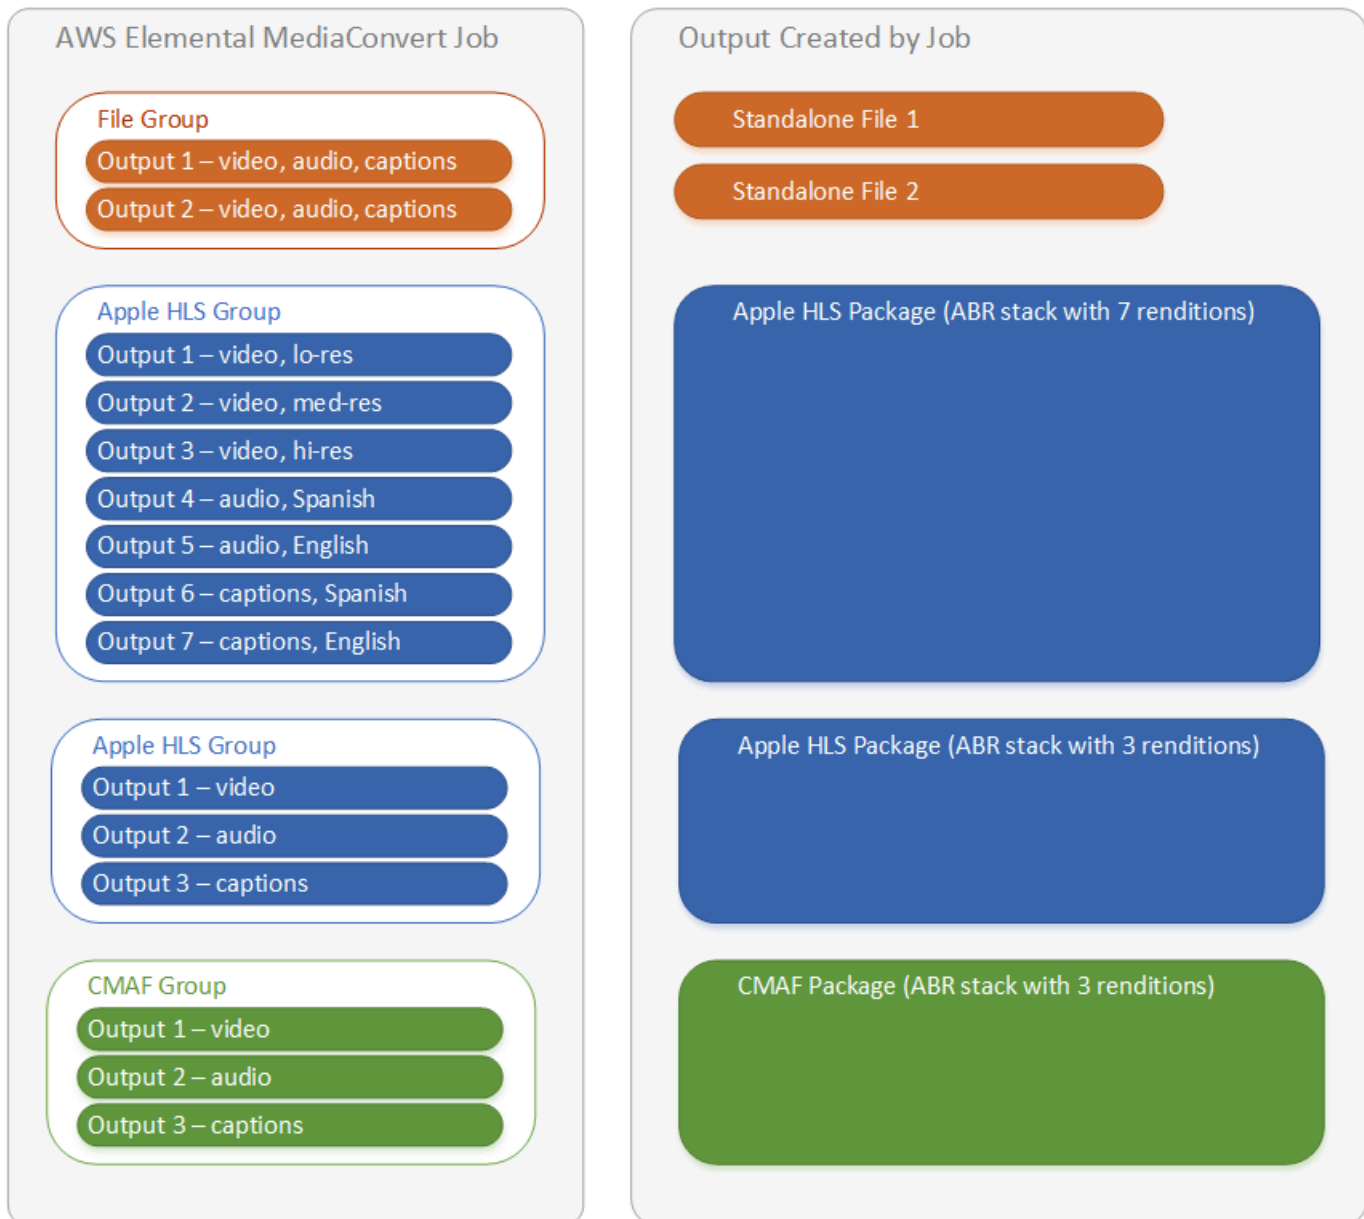 AWS Elemental MediaConvert Job
File Group
Output 1 – video, audio, captions
Output 2 – video, audio, captions
Apple HLS Group
Output 1 – video, lo-res
Output 2 – video, med-res
Output 3 – video, hi-res
Output 4 – audio, Spanish
Output 5 – audio, English
Output 6 – captions, Spanish
Output 7 – captions, English
Apple HLS Group
Output 1 – video
Output 2 – audio
Output 3 – captions
CMAF Group
Output 1 – video
Output 2 – audio
Output 3 – captions
Output Created by Job
Standalone File 1
Standalone File 2
Apple HLS Package (ABR stack with 7 renditions)
Apple HLS Package (ABR stack with 3 renditions)
CMAF Package (ABR stack with 3 renditions)